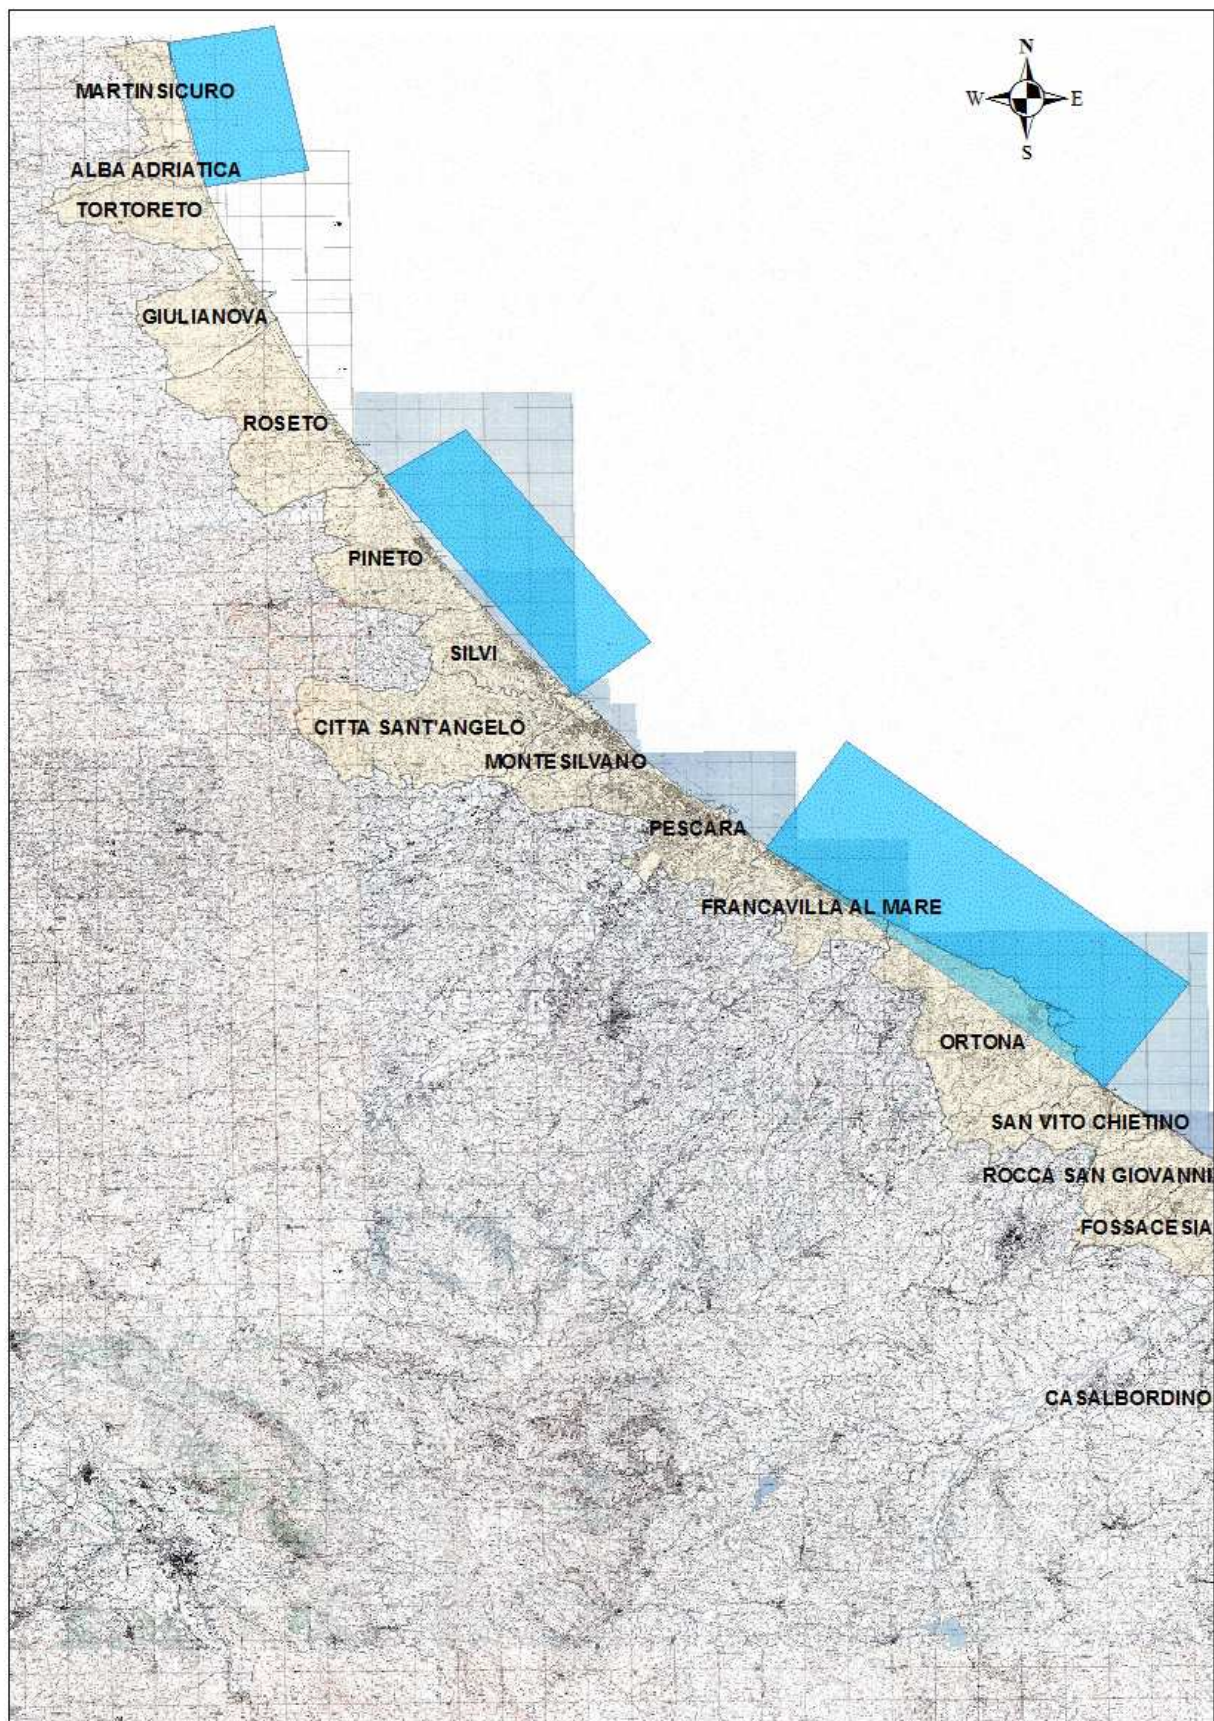 N
W E
S
MARTINSICURO
ALBA ADRIATICA
TORTORETO
GIULIANOVA
ROSETO
PINETO
SILVI
CITTA SANT'ANGELO
MONTESILVANO
PESCARA
FRANCAVILLA AL MARE
ORTONA
SAN VITO CHIETINO
ROCCA SAN GIOVANNI
FOSSACESIA
CASALBORDINO